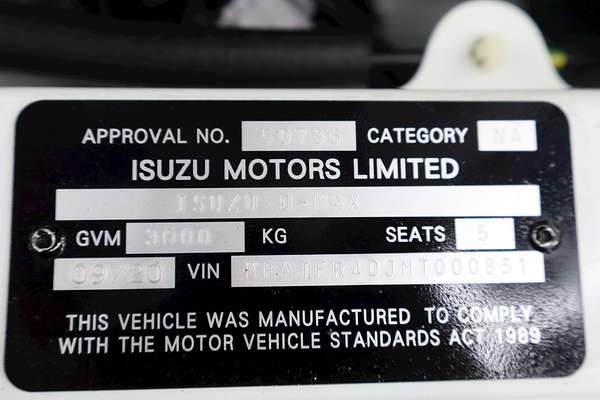 APPROVAL NO. 50736 CATEGORY NA
ISUZU MOTORS LIMITED
ISUZU D-MAX
GVM 3000 KG SEATS 5
09/20 VIN
THIS VEHICLE WAS MANUFACTURED TO COMPLY
WITH THE MOTOR VEHICLE STANDARDS ACT 1989